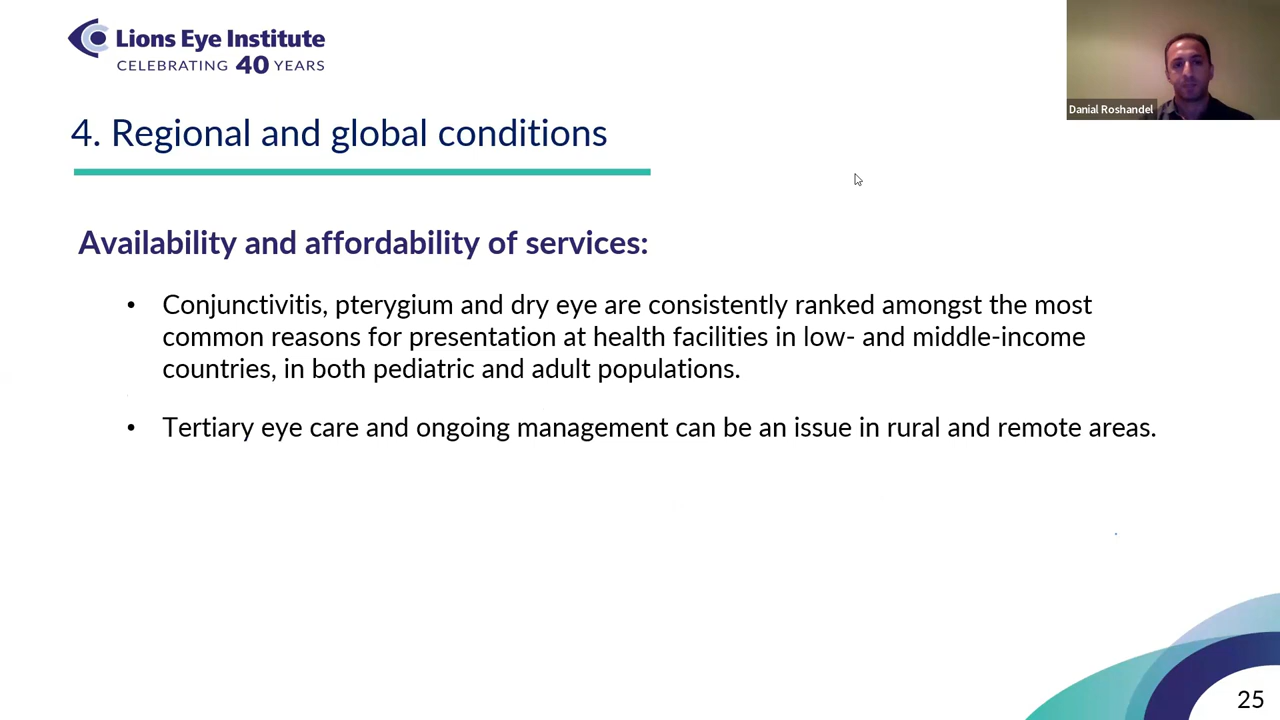 Lions Eye Institute
CELEBRATING 40 YEARS
Danial Roshandel
4. Regional and global conditions
Availability and affordability of services:
• Conjunctivitis, pterygium and dry eye are consistently ranked amongst the most
common reasons for presentation at health facilities in low- and middle-income
countries, in both pediatric and adult populations.
• Tertiary eye care and ongoing management can be an issue in rural and remote areas.
25